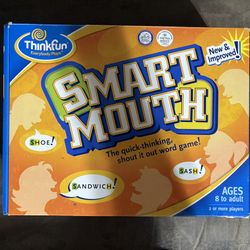 Thinkfun
Everybody Plays
New &
Improved!
SMART
MOUTH
The quick-thinking,
shout it out word game!
SHOE!
SASH!
SANDWICH!
AGES
8 to adult
2 or more players